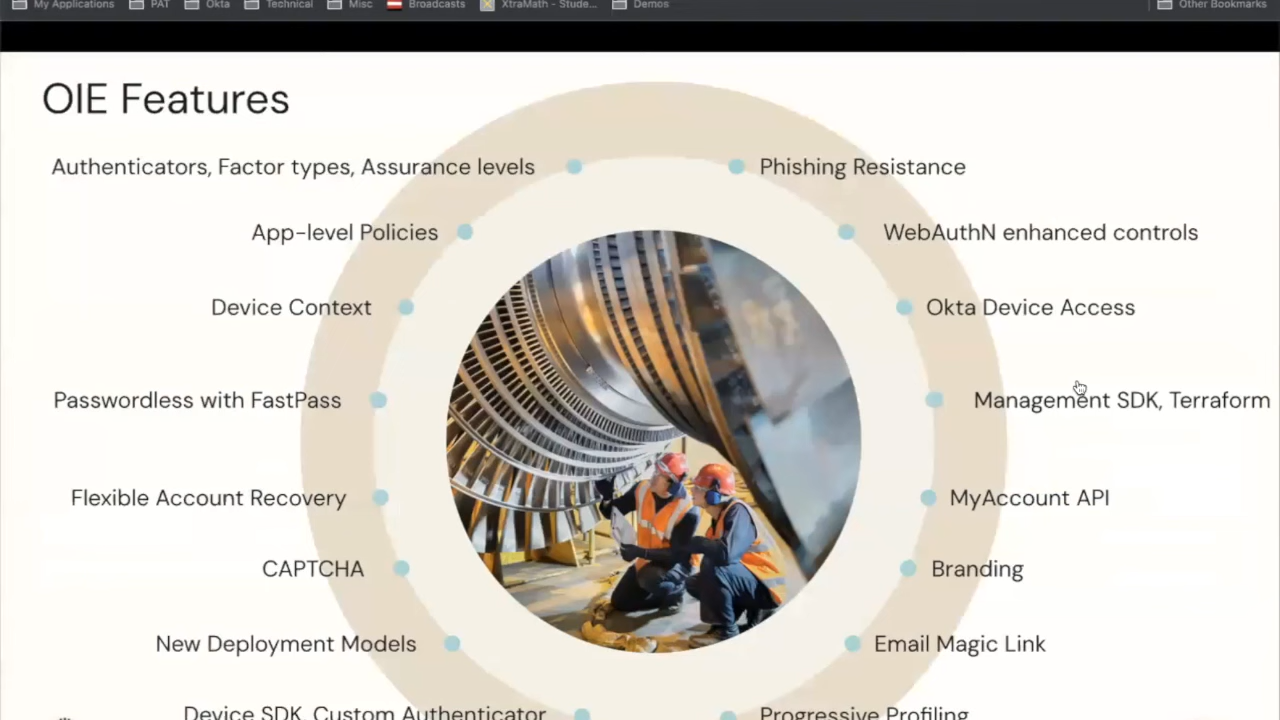 My Applications PAT Okta Technical Misc Broadcasts XtraMath - Stude... Demos Other Bookmarks
OIE Features
Authenticators, Factor types, Assurance levels
App-level Policies
Device Context
Passwordless with FastPass
Flexible Account Recovery
CAPTCHA
New Deployment Models
Device SDK, Custom Authenticator
Phishing Resistance
WebAuthN enhanced controls
Okta Device Access
Management SDK, Terraform
MyAccount API
Branding
Email Magic Link
Progressive Profiling